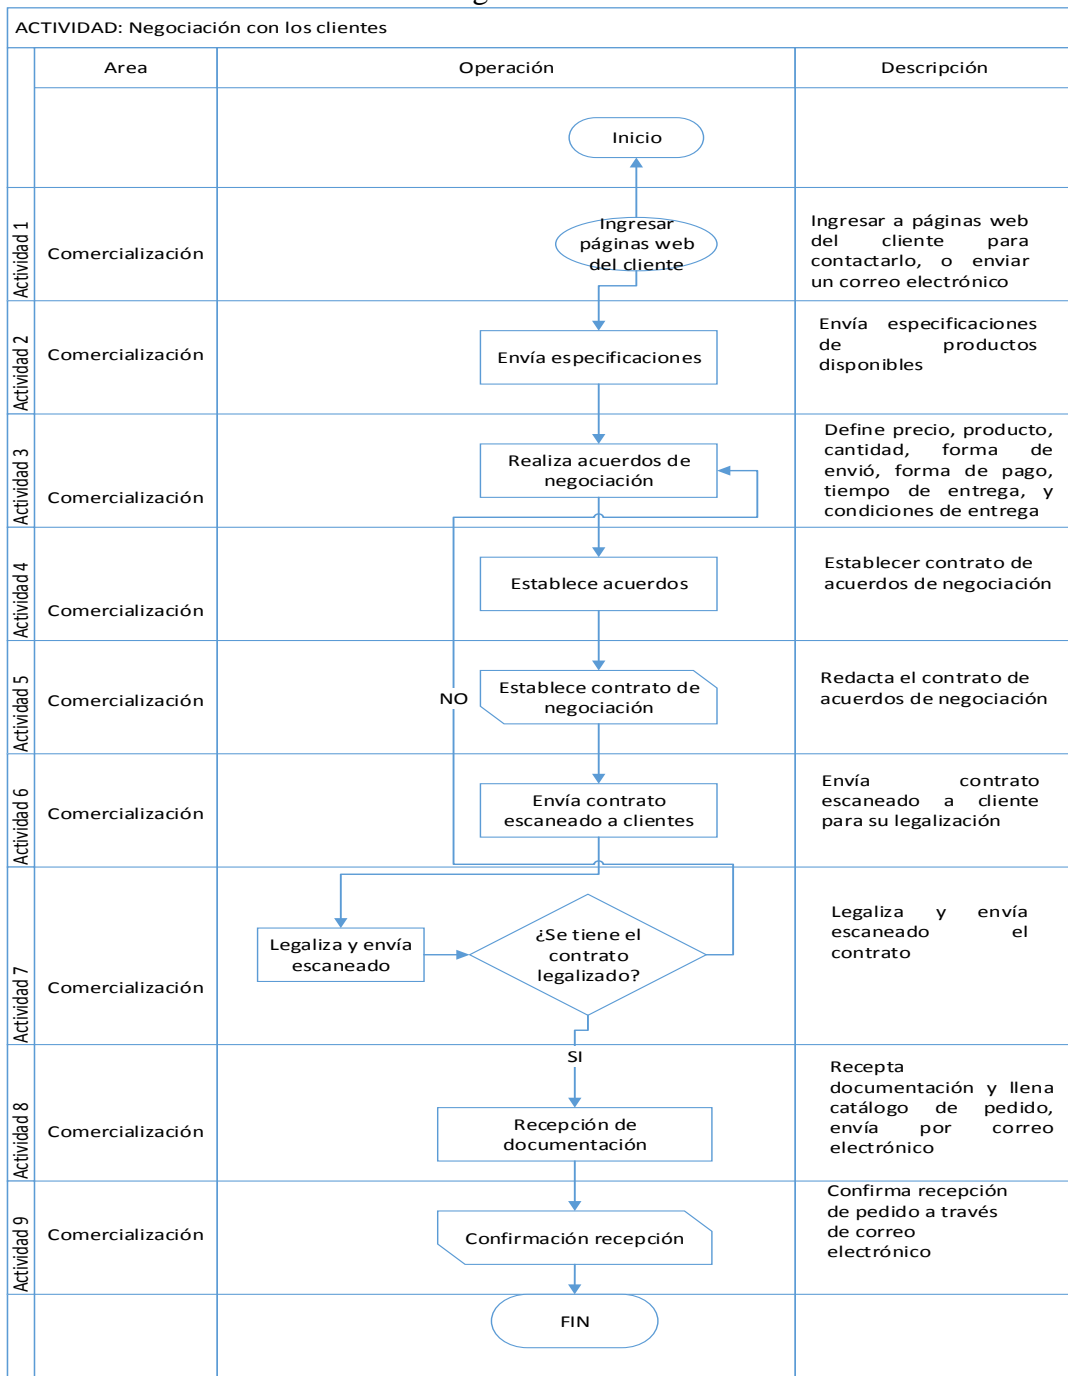 ACTIVIDAD: Negociación con los clientes
Area
Operación
Descripción
Inicio
Actividad 1
Comercialización
Ingresar
páginas web
del cliente
Ingresar a páginas web
del cliente para
contactarlo, o enviar
un correo electrónico
Actividad 2
Comercialización
Envía especificaciones
Envía especificaciones
de productos
disponibles
Actividad 3
Comercialización
Realiza acuerdos de
negociación
Define precio, producto,
cantidad, forma de
envió, forma de pago,
tiempo de entrega, y
condiciones de entrega
Actividad 4
Comercialización
Establece acuerdos
Establecer contrato de
acuerdos de negociación
Actividad 5
Comercialización
NO
Establece contrato de
negociación
Redacta el contrato de
acuerdos de negociación
Actividad 6
Comercialización
Envía contrato
escaneado a clientes
Envía contrato
escaneado a cliente
para su legalización
Actividad 7
Comercialización
Legaliza y envía
escaneado
¿Se tiene el
contrato
legalizado?
Legaliza y envía
escaneado el
contrato
SI
Actividad 8
Comercialización
Recepción de
documentación
Recepta
documentación y llena
catálogo de pedido,
envía por correo
electrónico
Actividad 9
Comercialización
Confirmación recepción
Confirma recepción
de pedido a través
de correo
electrónico
FIN